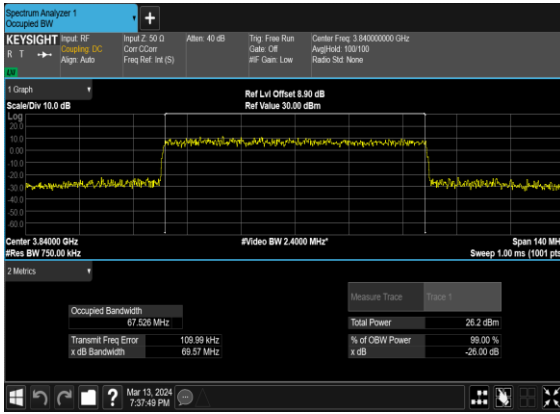 Spectrum Analyzer 1
Occupied BW
KEYSIGHT
R T
LW
Input: RF
Coupling: DC
Align: Auto
Input Z: 50 Ω
Corr CCorr
Freq Ref: Int (S)
Atten: 40 dB
Trig: Free Run
Gate: Off
#IF Gain: Low
Center Freq: 3.840000000 GHz
Avg|Hold: 100/100
Radio Std: None
1 Graph
Scale/Div 10.0 dB
Ref Lvl Offset 8.90 dB
Ref Value 30.00 dBm
Log
20.0
10.0
0.00
-10.0
-20.0
-30.0
-40.0
-50.0
-60.0
Center 3.84000 GHz
#Res BW 750.00 kHz
#Video BW 2.4000 MHz*
Span 140 MH
Sweep 1.00 ms (1001 pts
2 Metrics
Measure Trace
Trace 1
Occupied Bandwidth
67.526 MHz
Total Power
26.2 dBm
Transmit Freq Error
109.99 kHz
% of OBW Power
99.00 %
x dB Bandwidth
69.57 MHz
x dB
-26.00 dB
?
Mar 13, 2024
7:37:49 PM